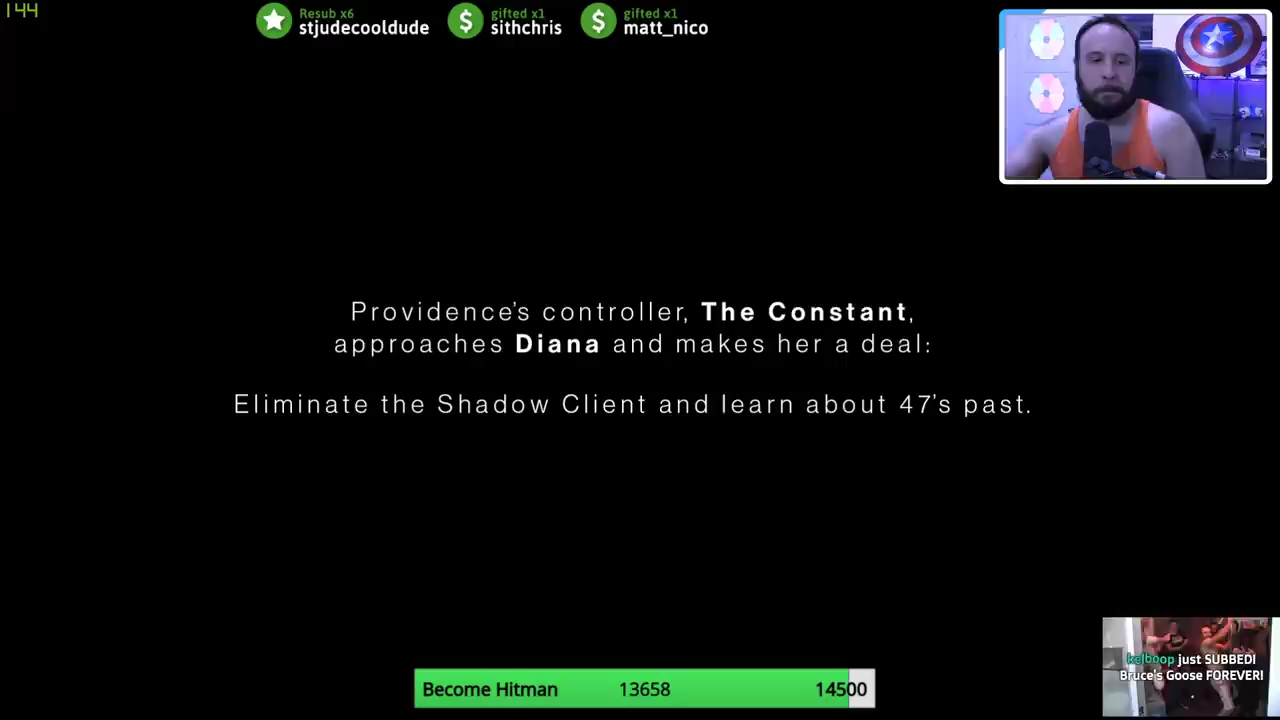 144
Resub x6
stjudecooldude
gifted x1
sithchris
gifted x1
matt_nico
Providence's controller, The Constant,
approaches Diana and makes her a deal:
Eliminate the Shadow Client and learn about 47's past.
kelboop just SUBBED!
Bruce's Goose FOREVER!
Become Hitman 13658 14500